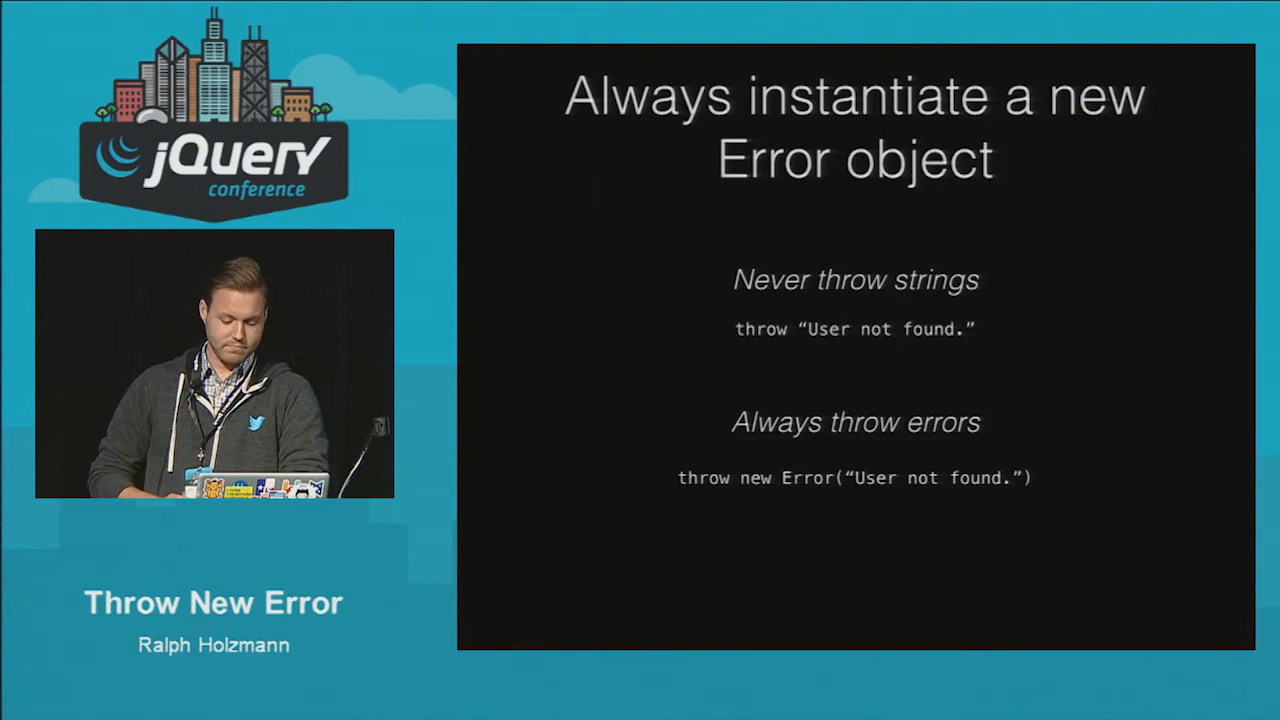 jQuery
conference
Throw New Error
Ralph Holzmann
Always instantiate a new
Error object
Never throw strings
throw “User not found.”
Always throw errors
throw new Error(“User not found.”)